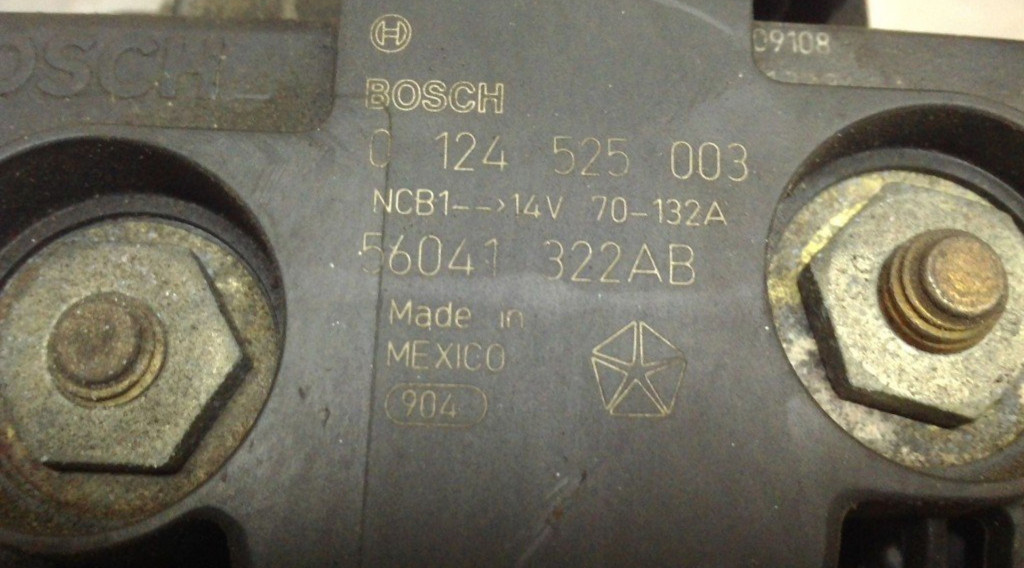 BOSCH
09108
BOSCH
0 124 525 003
NCB1-->14V 70-132A
56041 322AB
Made in
MEXICO
904